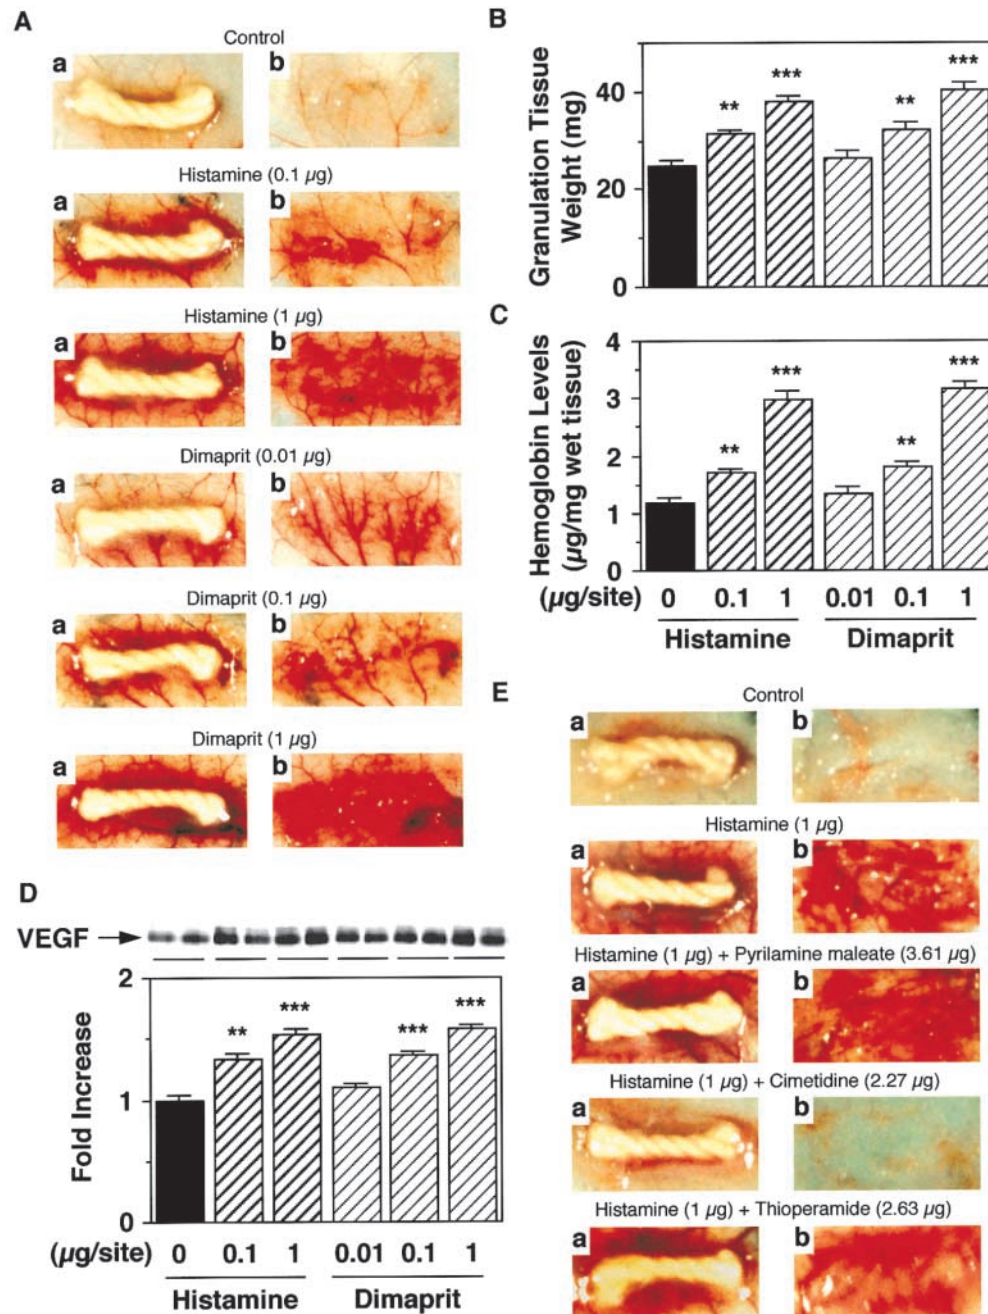 A
Control
a
b
Histamine (0.1 µg)
a
b
Histamine (1 µg)
a
b
Dimaprit (0.01 µg)
a
b
Dimaprit (0.1 µg)
a
b
Dimaprit (1 µg)
a
b
B
Granulation Tissue
Weight (mg)
40
20
0
**
***
**
***
C
Hemoglobin Levels
(µg/mg wet tissue)
4
3
2
1
0
**
***
**
***
(µg/site)
0 0.1 1 0.01 0.1 1
Histamine Dimaprit
D
VEGF
Fold Increase
2
1
0
**
***
***
***
(µg/site)
0 0.1 1 0.01 0.1 1
Histamine Dimaprit
E
Control
a
b
Histamine (1 µg)
a
b
Histamine (1 µg) + Pyrilamine maleate (3.61 µg)
a
b
Histamine (1 µg) + Cimetidine (2.27 µg)
a
b
Histamine (1 µg) + Thioperamide (2.63 µg)
a
b